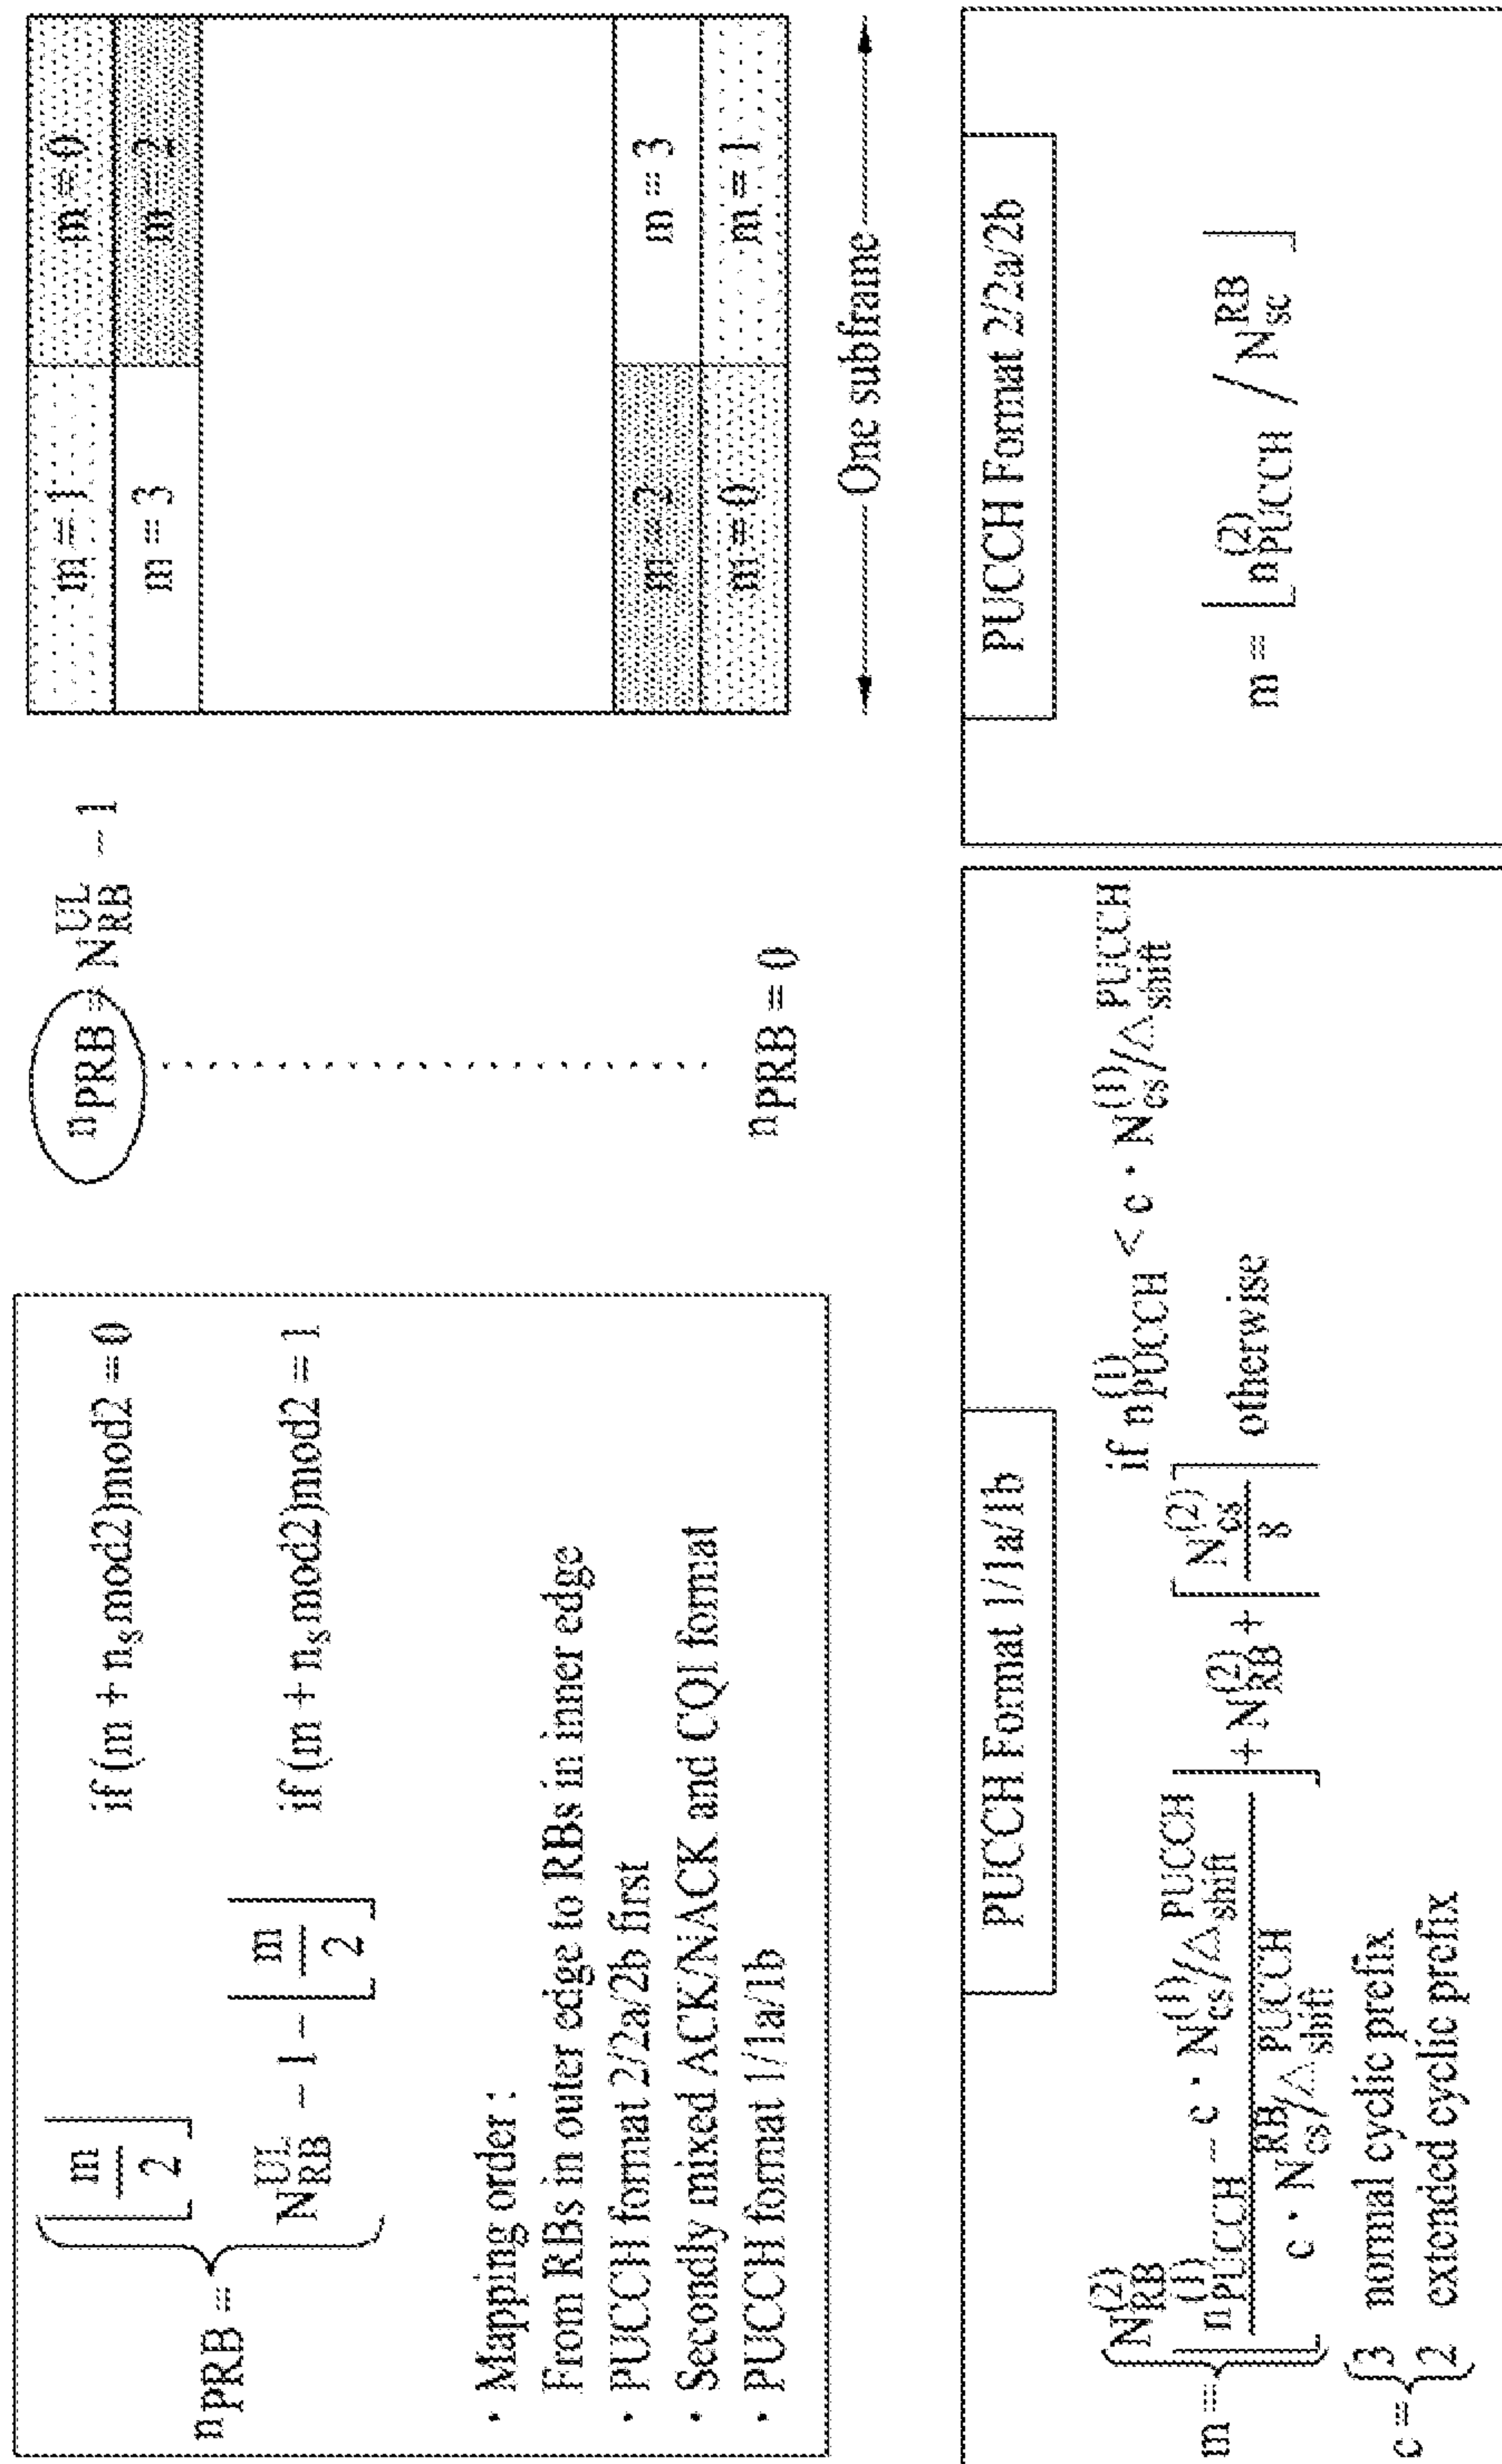 n_PRB = { ⌊m/2⌋ if (m + n_s mod2)mod2 = 0
N_RB^UL − 1 − ⌊m/2⌋ if (m + n_s mod2)mod2 = 1
• Mapping order :
From RBs in outer edge to RBs in inner edge
• PUCCH format 2/2a/2b first
• Secondly mixed ACK/NACK and CQI format
• PUCCH format 1/1a/1b
n_PRB = N_RB^UL − 1
n_PRB = 0
m = 1 m = 0
m = 3 m = 2
m = 2 m = 3
m = 0 m = 1
One subframe
PUCCH Format 1/1a/1b
m = { N_RB^(2) if n_PUCCH^(1) < c · N_cs^(1)/△_shift^PUCCH
⌊(n_PUCCH^(1) − c · N_cs^(1)/△_shift^PUCCH) / (c · N_cs^RB/△_shift^PUCCH)⌋ + N_RB^(2) + ⌈N_cs^(2)/8⌉ otherwise
c = { 3 normal cyclic prefix
2 extended cyclic prefix
PUCCH Format 2/2a/2b
m = ⌊n_PUCCH^(2) / N_sc^RB⌋